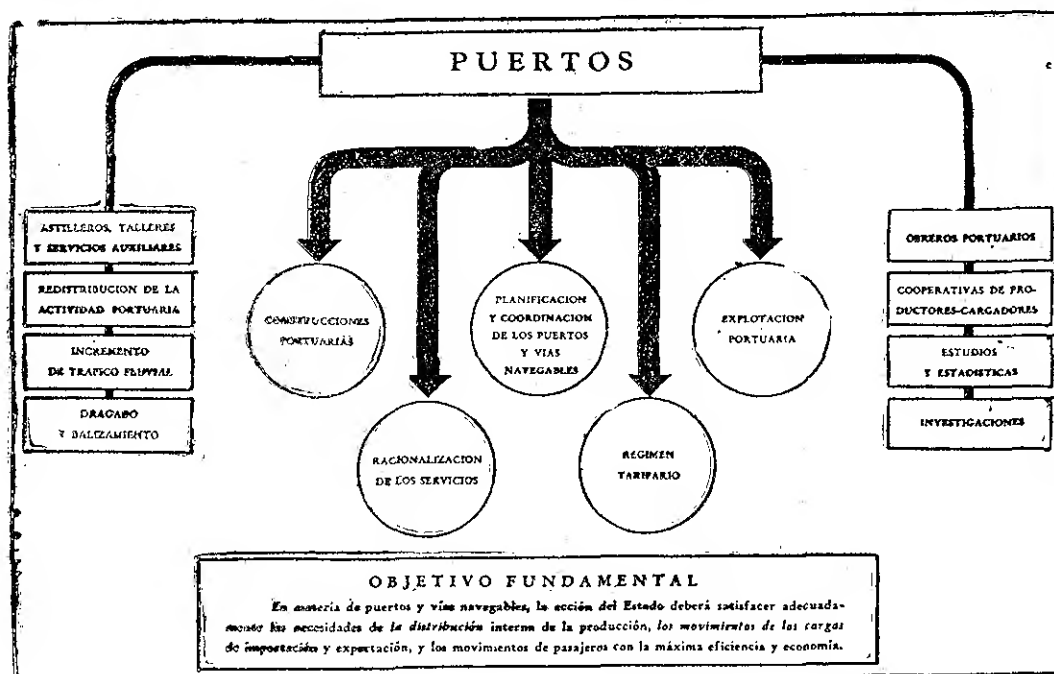 PUERTOS
ASTILLEROS, TALLERES
Y SERVICIOS AUXILIARES
REDISTRIBUCION DE LA
ACTIVIDAD PORTUARIA
INCREMENTO
DE TRAFICO FLUVIAL
DRAGADO
Y BALIZAMIENTO
CONSTRUCCIONES
PORTUARIAS
RACIONALIZACION
DE LOS SERVICIOS
PLANIFICACION
Y COORDINACION
DE LOS PUERTOS
Y VIAS
NAVEGABLES
REGIMEN
TARIFARIO
EXPLOTACION
PORTUARIA
OBREROS PORTUARIOS
COOPERATIVAS DE PRO-
DUCTORES-CARGADORES
ESTUDIOS
Y ESTADISTICAS
INVESTIGACIONES
OBJETIVO FUNDAMENTAL
En materia de puertos y vías navegables, la acción del Estado deberá satisfacer adecuada-
mente las necesidades de la distribución interna de la producción, los movimientos de las cargas
de importación y exportación, y los movimientos de pasajeros con la máxima eficiencia y economía.